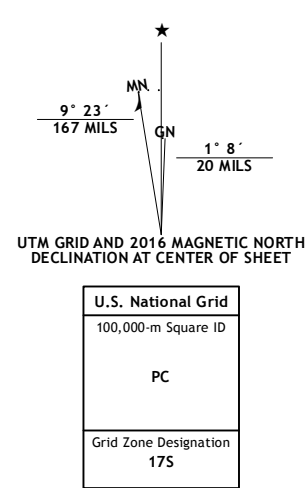 ★
MN
9° 23´
167 MILS
GN
1° 8´
20 MILS
UTM GRID AND 2016 MAGNETIC NORTH
DECLINATION AT CENTER OF SHEET
U.S. National Grid
100,000-m Square ID
PC
Grid Zone Designation
17S